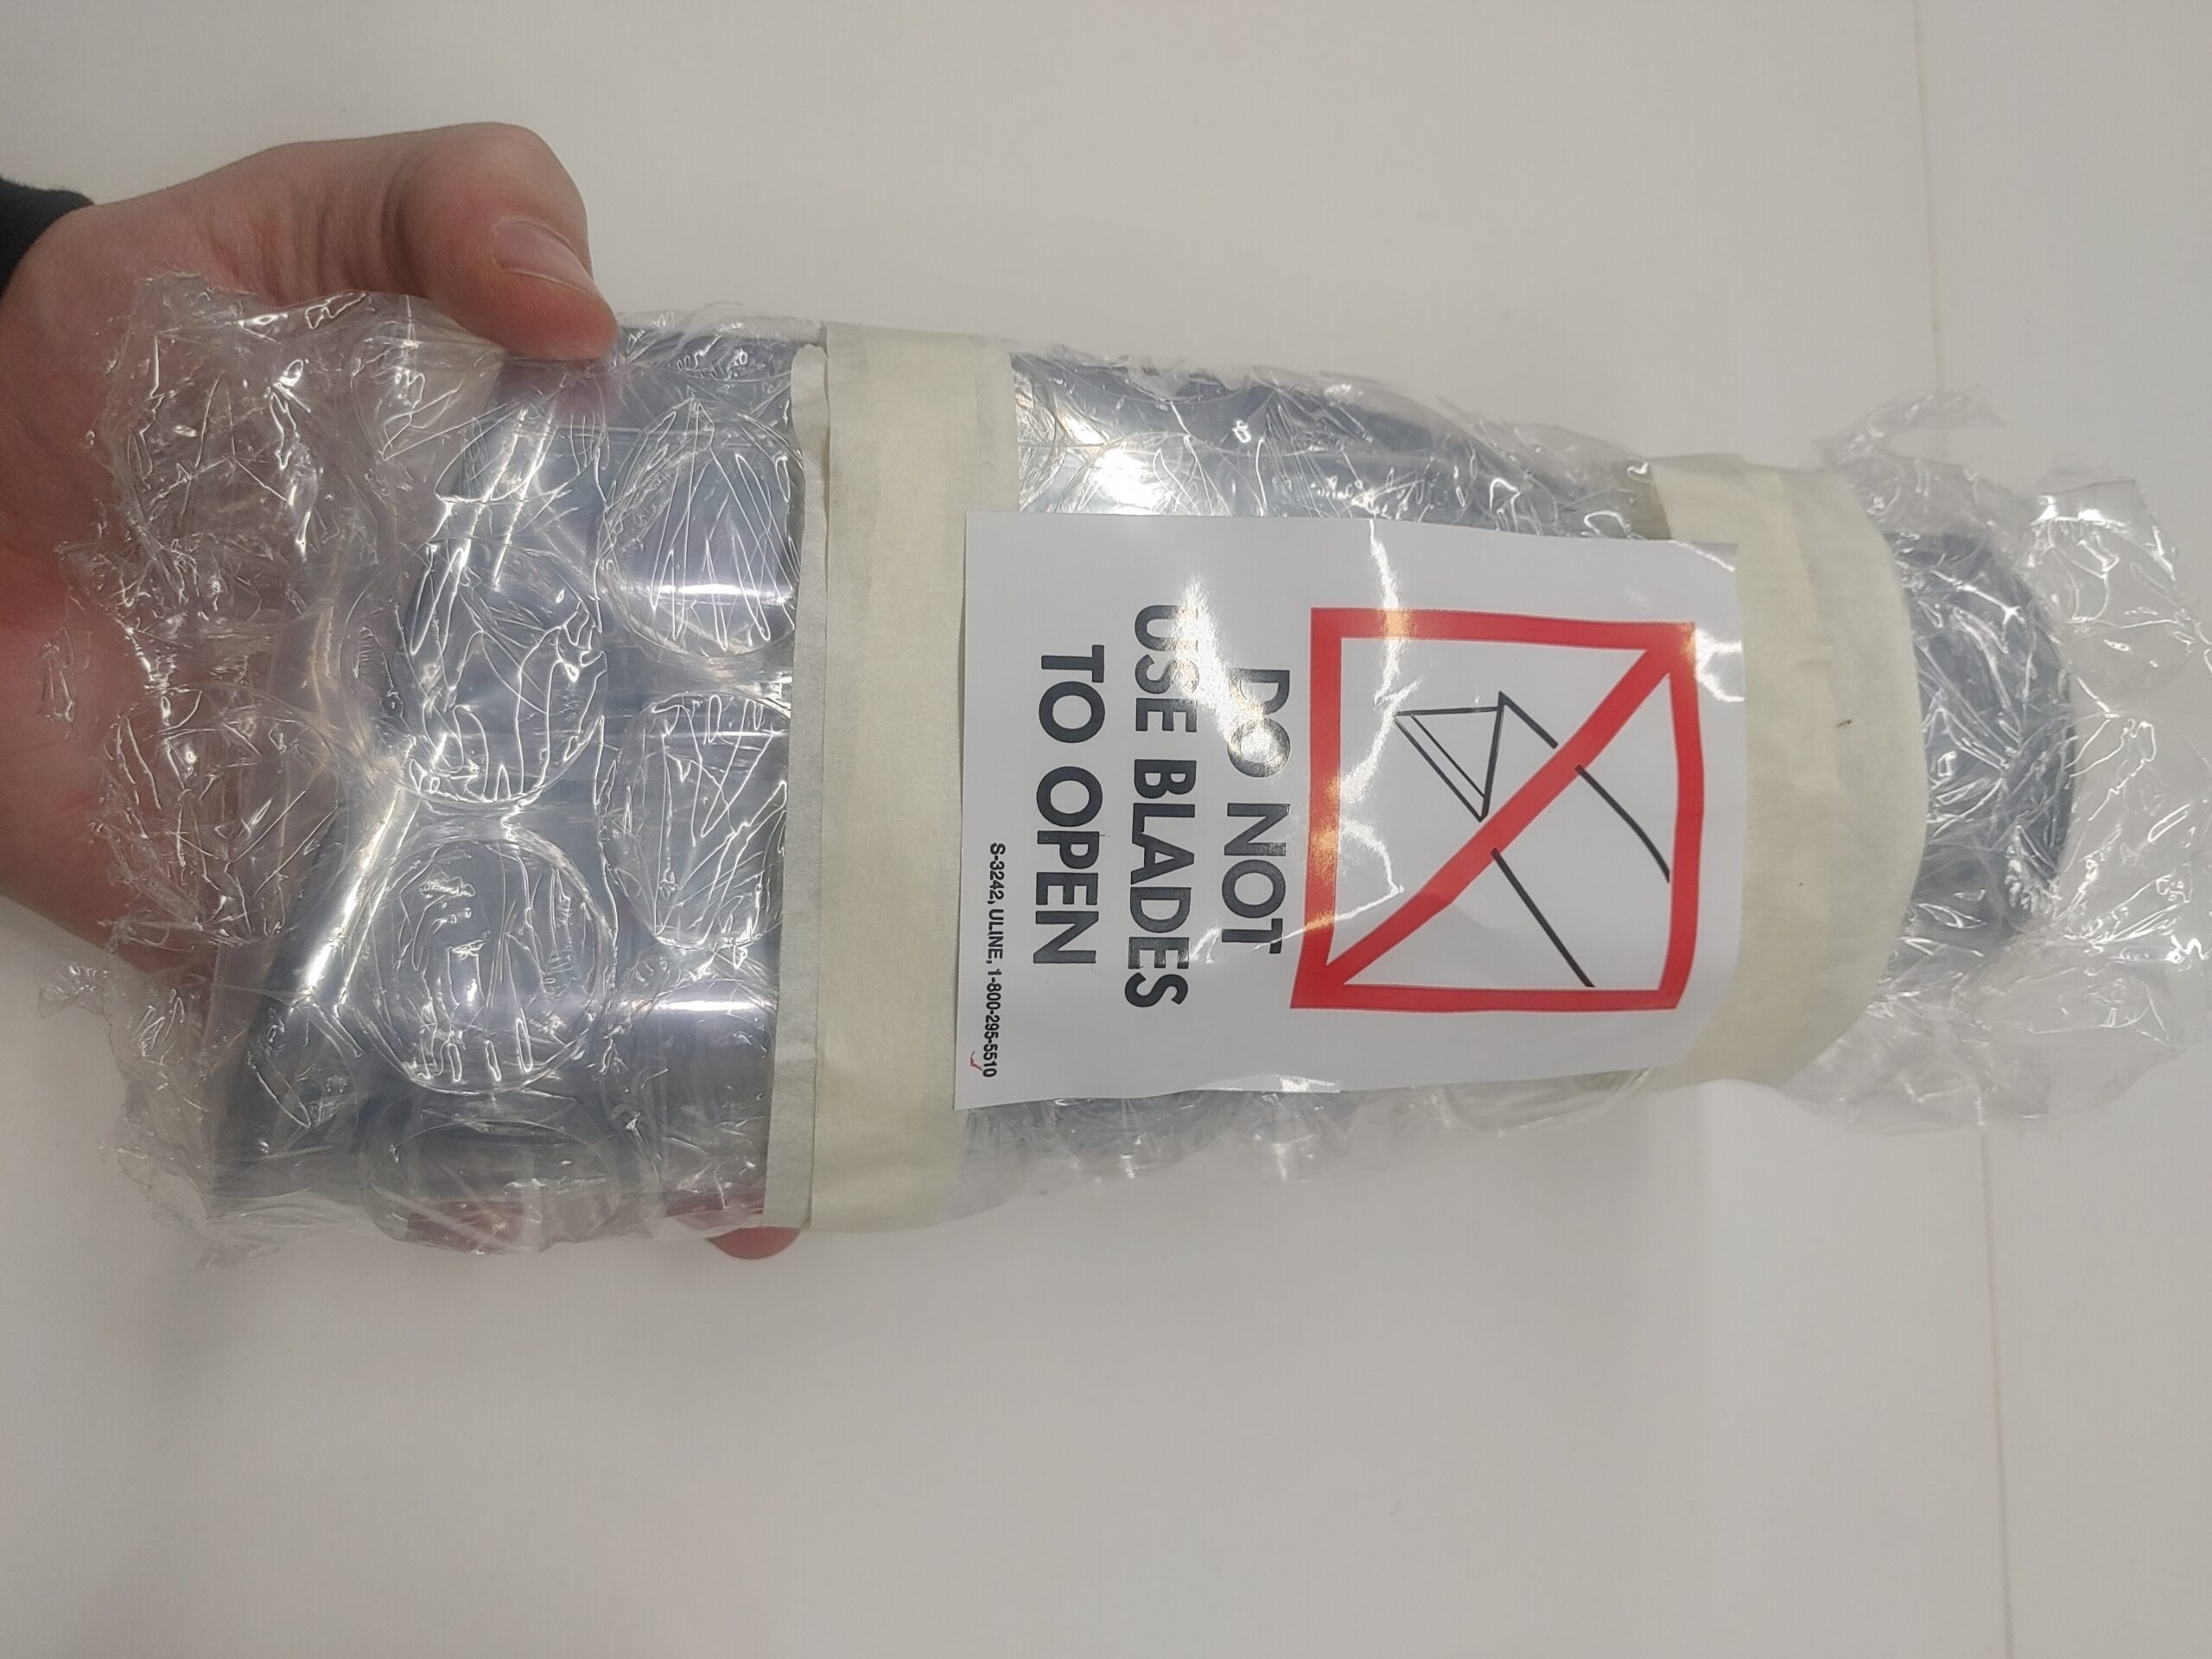 DO NOT
USE BLADES
TO OPEN
S-3242, ULINE, 1-800-295-5510